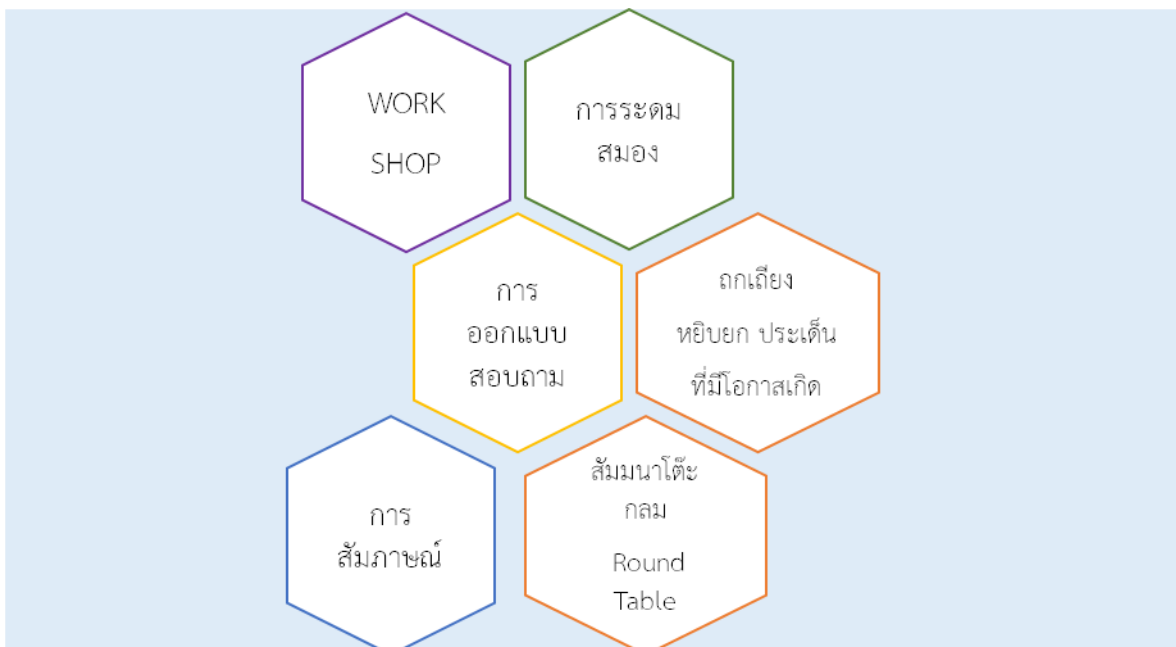 WORK
SHOP
การระดม
สมอง
การ
ออกแบบ
สอบถาม
ถกเถียง
หยิบยก ประเด็น
ที่มีโอกาสเกิด
การ
สัมภาษณ์
สัมมนาโต๊ะ
กลม
Round
Table